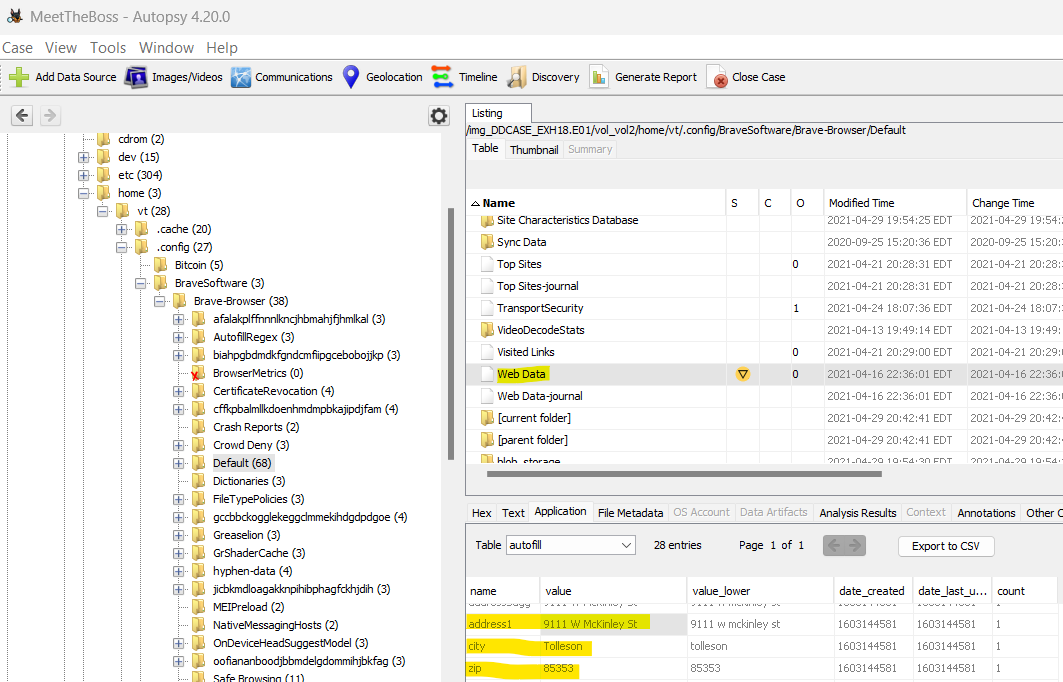 MeetTheBoss - Autopsy 4.20.0
Case View Tools Window Help
Add Data Source Images/Videos Communications Geolocation Timeline Discovery Generate Report Close Case
cdrom (2)
dev (15)
etc (304)
home (3)
vt (28)
.cache (20)
.config (27)
Bitcoin (5)
BraveSoftware (3)
Brave-Browser (38)
afalakplffnnnlkncjhbmahjfjhmlkal (3)
AutofillRegex (3)
biahpgbdmdkfgndcmfiipgcebobojjkp (3)
BrowserMetrics (0)
CertificateRevocation (4)
cffkpbalmllkdoenhmdmpbkajipdjfam (4)
Crash Reports (2)
Crowd Deny (3)
Default (68)
Dictionaries (3)
FileTypePolicies (3)
gccbbckogglekeggclmmekihdgdpdgoe (4)
Greaselion (3)
GrShaderCache (3)
hyphen-data (4)
jicbkmdloagakknpihibphagfckhjdih (3)
MEIPreload (2)
NativeMessagingHosts (2)
OnDeviceHeadSuggestModel (3)
oofiananboodjbbmdelgdommihjbkfag (3)
Safe Browsing (11)
Listing
/img_DDCASE_EXH18.E01/vol_vol2/home/vt/.config/BraveSoftware/Brave-Browser/Default
Table Thumbnail Summary
Name S C O Modified Time Change Time
Site Characteristics Database 2021-04-29 19:54:25 EDT 2021-04-29 19:54:
Sync Data 2020-09-25 15:20:36 EDT 2020-09-25 15:20:
Top Sites 0 2021-04-21 20:28:31 EDT 2021-04-21 20:28:
Top Sites-journal 2021-04-21 20:28:31 EDT 2021-04-21 20:28:
TransportSecurity 1 2021-04-24 18:07:36 EDT 2021-04-24 18:07:
VideoDecodeStats 2021-04-13 19:49:14 EDT 2021-04-13 19:49:
Visited Links 0 2021-04-21 20:29:00 EDT 2021-04-21 20:29:
Web Data 0 2021-04-16 22:36:01 EDT 2021-04-16 22:36:
Web Data-journal 2021-04-16 22:36:01 EDT 2021-04-16 22:36:
[current folder] 2021-04-29 20:42:41 EDT 2021-04-29 20:42:
[parent folder] 2021-04-29 20:42:41 EDT 2021-04-29 20:42:
blob_storage 2021-04-29 19:54:30 EDT 2021-04-29 19:54:
Hex Text Application File Metadata OS Account Data Artifacts Analysis Results Context Annotations Other
Table autofill 28 entries Page 1 of 1 Export to CSV
name value value_lower date_created date_last_u... count
9111 W McKinley St 9111 w mckinley st 1603144581 1603144581 1
address1 9111 W McKinley St 9111 w mckinley st 1603144581 1603144581 1
city Tolleson tolleson 1603144581 1603144581 1
zip 85353 85353 1603144581 1603144581 1